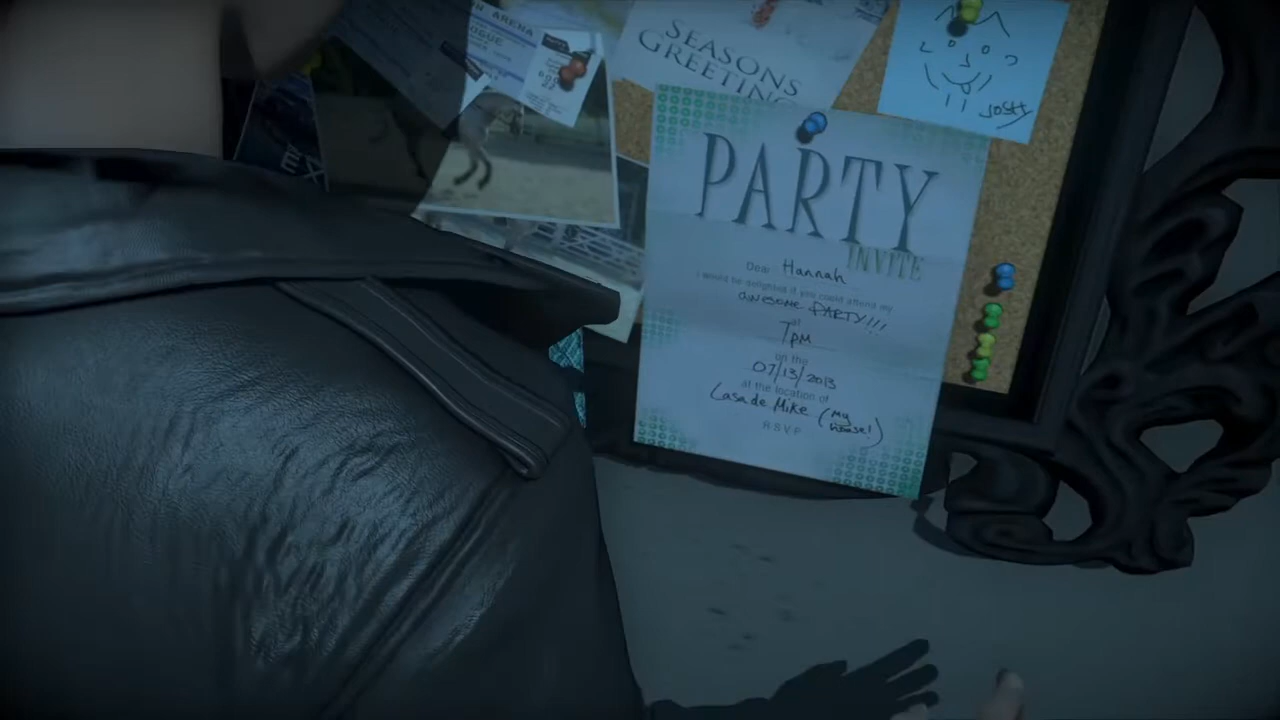 ARENA
SEASONS
GREETING
JOSH
PARTY
INVITE
Dear Hannah
I would be delighted if you could attend my
awesome PARTY!!!
at
7pm
on the
07/13/2013
at the location of
Casa de Mike (my
house!)
R.S.V.P